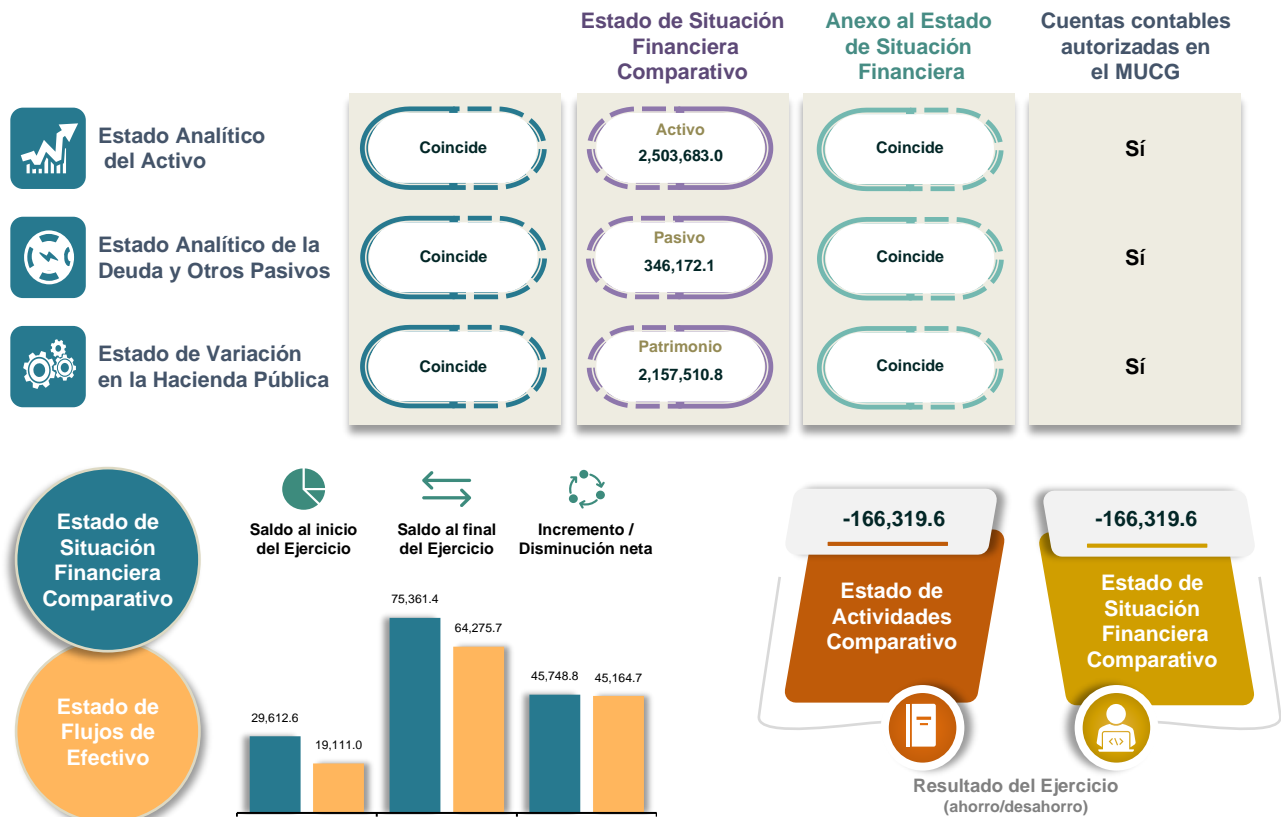 Estado de Situación
Financiera
Comparativo
Anexo al Estado
de Situación
Financiera
Cuentas contables
autorizadas en
el MUCG
Estado Analítico
del Activo
Coincide
Activo
2,503,683.0
Coincide
Sí
Estado Analítico de la
Deuda y Otros Pasivos
Coincide
Pasivo
346,172.1
Coincide
Sí
Estado de Variación
en la Hacienda Pública
Coincide
Patrimonio
2,157,510.8
Coincide
Sí
Estado de
Situación
Financiera
Comparativo
Estado de
Flujos de
Efectivo
Saldo al inicio
del Ejercicio
Saldo al final
del Ejercicio
Incremento /
Disminución neta
29,612.6
19,111.0
75,361.4
64,275.7
45,748.8
45,164.7
-166,319.6
Estado de
Actividades
Comparativo
-166,319.6
Estado de
Situación
Financiera
Comparativo
Resultado del Ejercicio
(ahorro/desahorro)